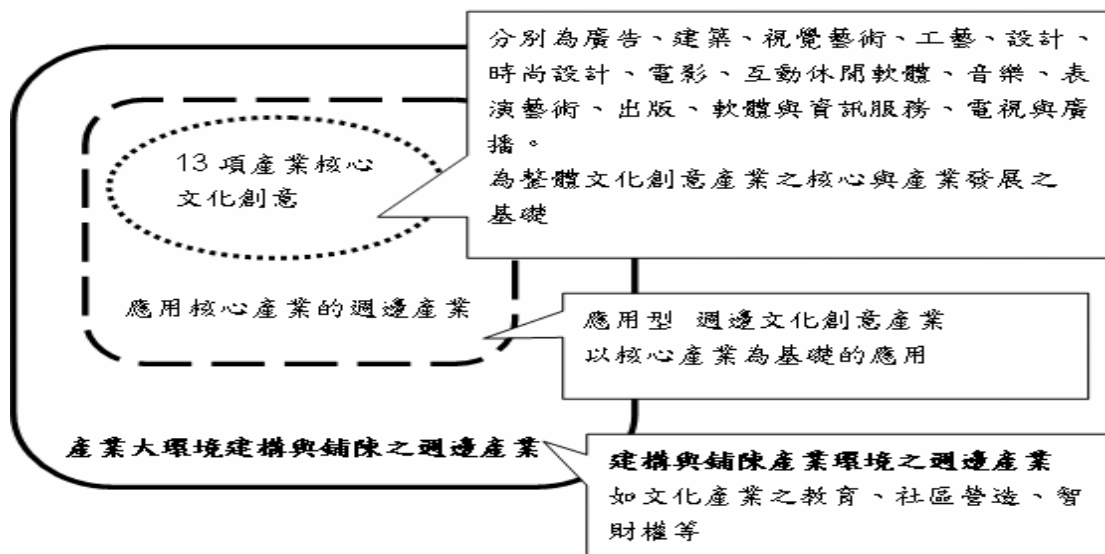 分別為廣告、建築、視覺藝術、工藝、設計、
時尚設計、電影、互動休閒軟體、音樂、表
演藝術、出版、軟體與資訊服務、電視與廣
播。
為整體文化創意產業之核心與產業發展之
基礎
13 項產業核心
文化創意
應用核心產業的週邊產業
應用型 週邊文化創意產業
以核心產業為基礎的應用
產業大環境建構與鋪陳之週邊產業
建構與鋪陳產業環境之週邊產業
如文化產業之教育、社區營造、智
財權等